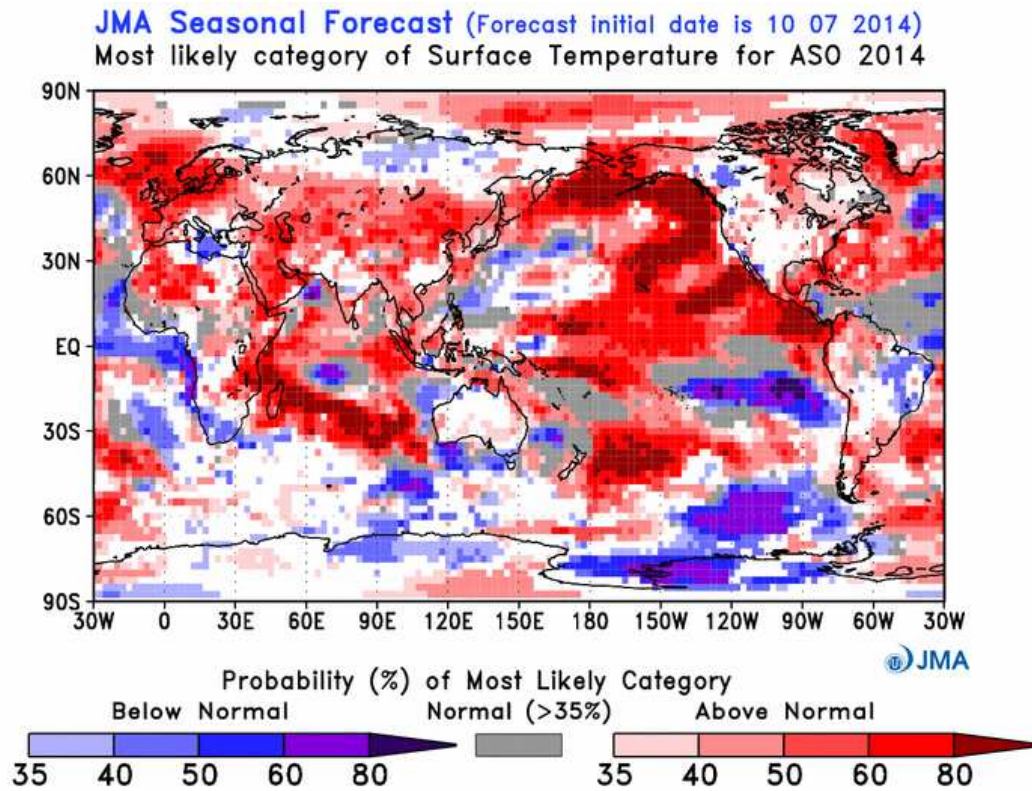 JMA Seasonal Forecast (Forecast initial date is 10 07 2014)
Most likely category of Surface Temperature for ASO 2014
90N
60N
30N
EQ
30S
60S
90S
30W 0 30E 60E 90E 120E 150E 180 150W 120W 90W 60W 30W
JMA
Probability (%) of Most Likely Category
Below Normal Normal (>35%) Above Normal
35 40 50 60 80 35 40 50 60 80